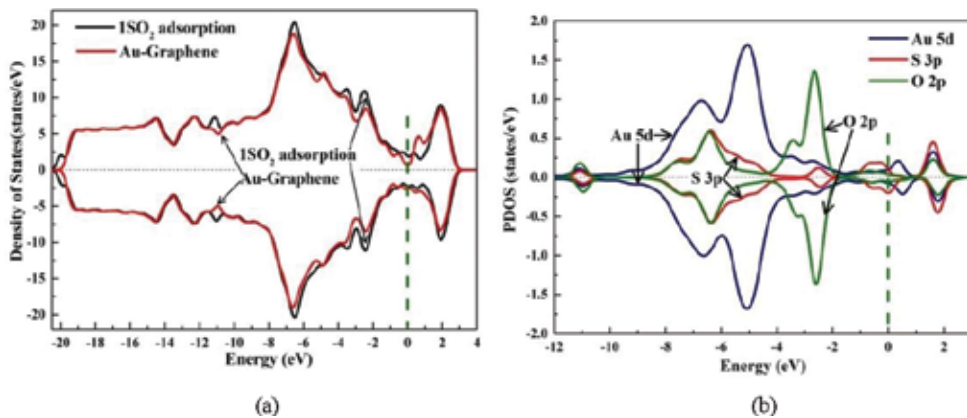 1SO₂ adsorption
Au-Graphene
Density of States(states/eV)
20
15
10
5
0
-5
-10
-15
-20
1SO₂ adsorption
Au-Graphene
-20 -18 -16 -14 -12 -10 -8 -6 -4 -2 0 2 4
Energy (eV)
(a)
Au 5d
S 3p
O 2p
PDOS (states/eV)
2.0
1.5
1.0
0.5
0.0
-0.5
-1.0
-1.5
-2.0
Au 5d
S 3p
O 2p
-12 -10 -8 -6 -4 -2 0 2
Energy (eV)
(b)